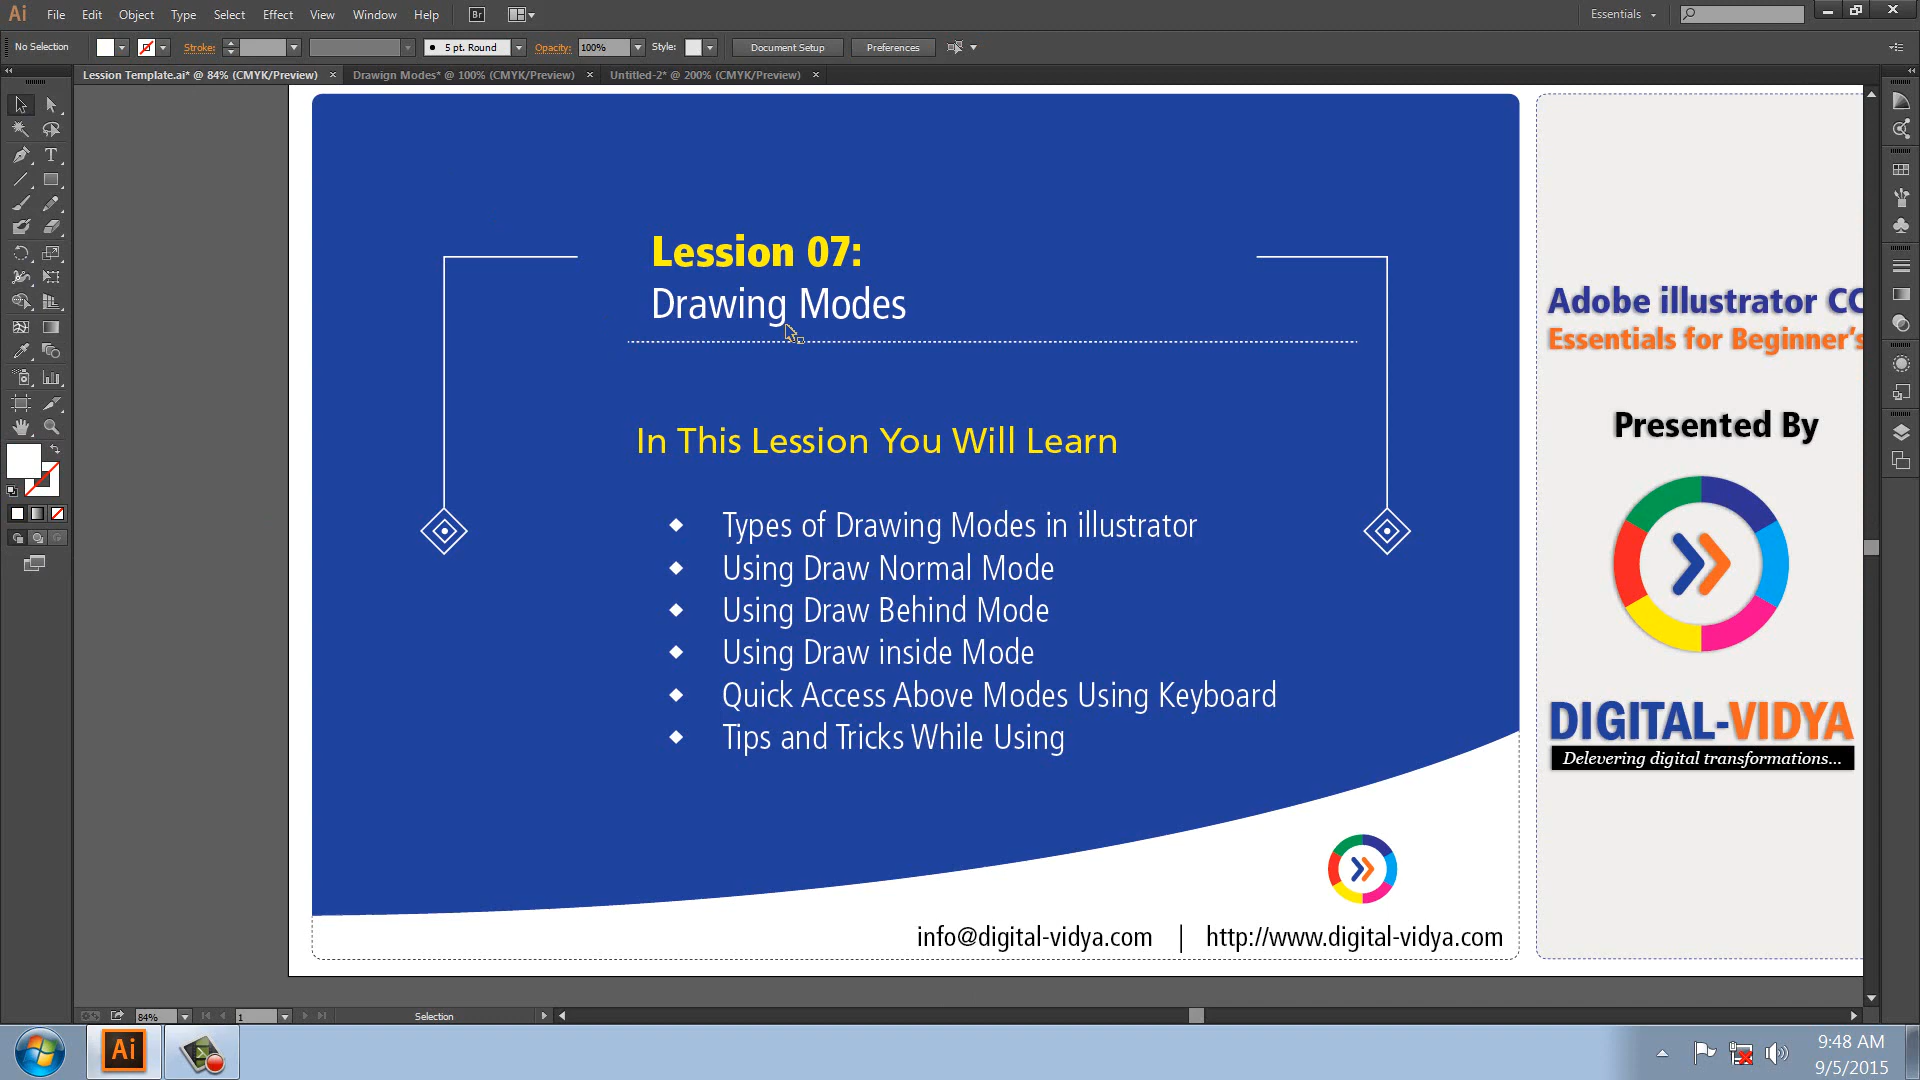 Ai File Edit Object Type Select Effect View Window Help Br Essentials
No Selection Stroke: 5 pt. Round Opacity: 100% Style: Document Setup Preferences
Lession Template.ai* @ 84% (CMYK/Preview) × Drawign Modes* @ 100% (CMYK/Preview) × Untitled-2* @ 200% (CMYK/Preview) ×
Lession 07:
Drawing Modes
In This Lession You Will Learn
Types of Drawing Modes in illustrator
Using Draw Normal Mode
Using Draw Behind Mode
Using Draw inside Mode
Quick Access Above Modes Using Keyboard
Tips and Tricks While Using
info@digital-vidya.com | http://www.digital-vidya.com
Adobe illustrator CC
Essentials for Beginner's
Presented By
DIGITAL-VIDYA
Delevering digital transformations...
84% 1 Selection
Ai
9:48 AM
9/5/2015